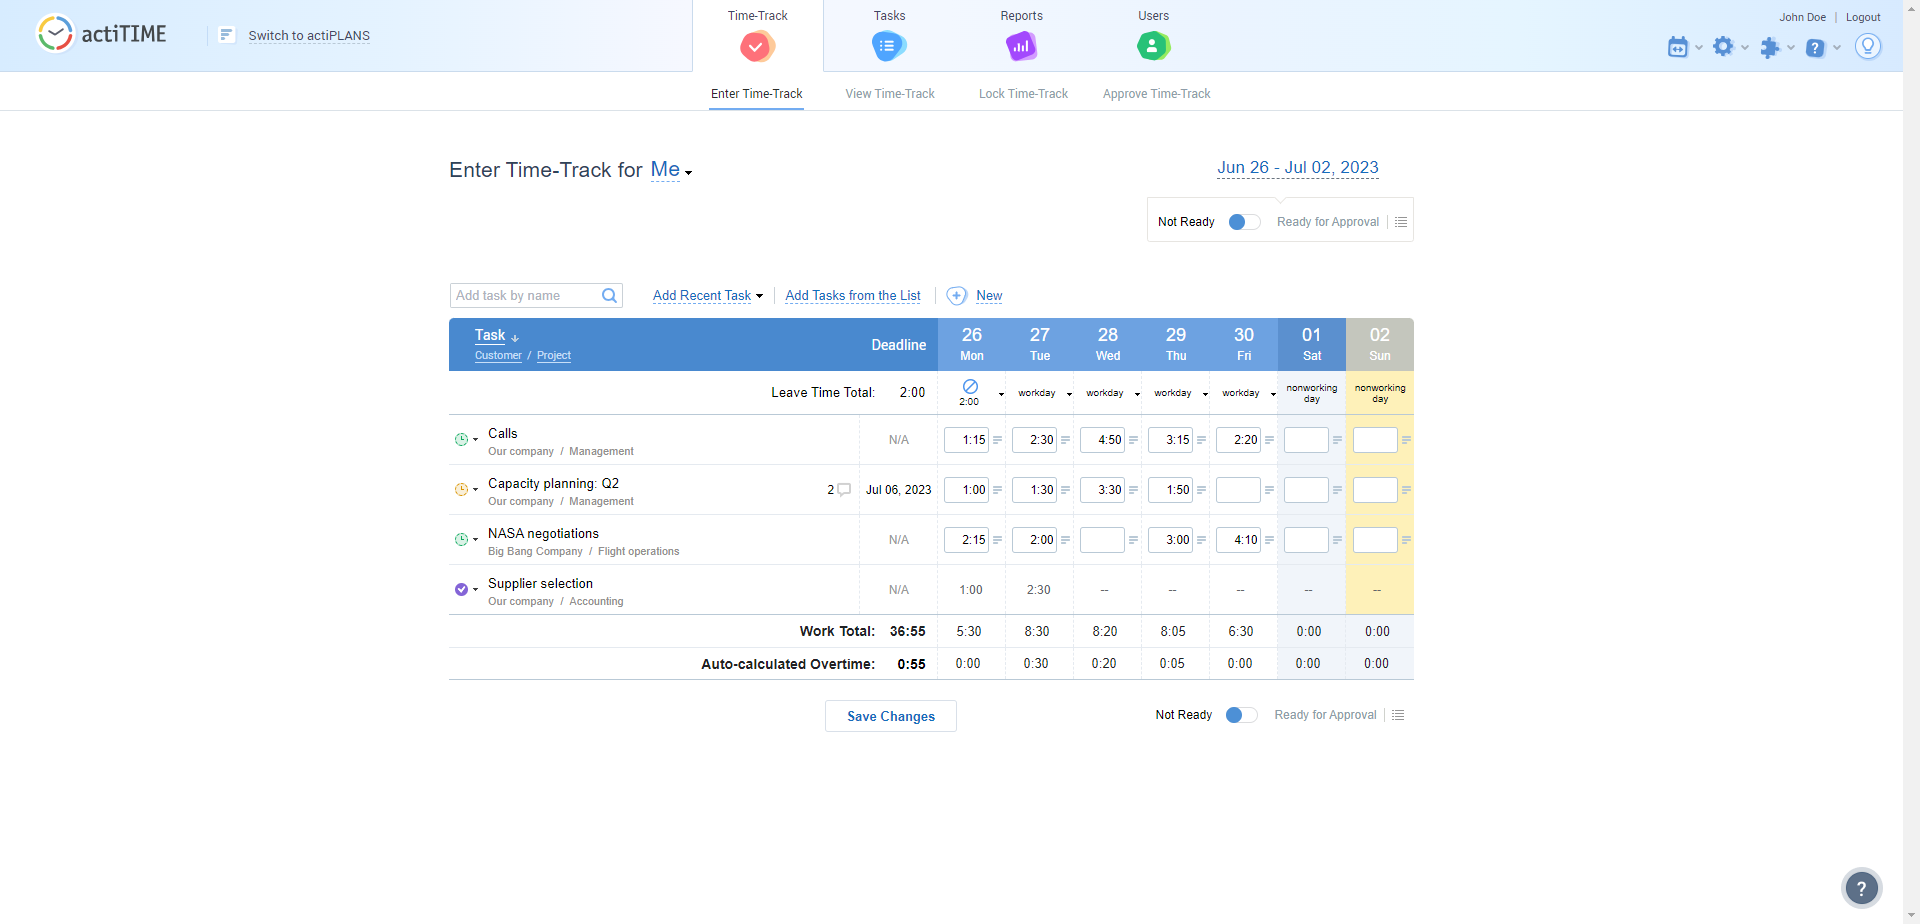 actiTIME
Switch to actiPLANS
Time-Track
Tasks
Reports
Users
John Doe | Logout
Enter Time-Track
View Time-Track
Lock Time-Track
Approve Time-Track
Enter Time-Track for Me
Jun 26 - Jul 02, 2023
Not Ready
Ready for Approval
Add task by name
Add Recent Task
Add Tasks from the List
New
Task
Customer / Project
Deadline
26 Mon
27 Tue
28 Wed
29 Thu
30 Fri
01 Sat
02 Sun
Leave Time Total: 2:00
2:00
workday
workday
workday
workday
nonworking day
nonworking day
Calls
Our company / Management
N/A 1:15 2:30 4:50 3:15 2:20
Capacity planning: Q2
Our company / Management
2 Jul 06, 2023 1:00 1:30 3:30 1:50
NASA negotiations
Big Bang Company / Flight operations
N/A 2:15 2:00 3:00 4:10
Supplier selection
Our company / Accounting
N/A 1:00 2:30 -- -- -- -- --
Work Total: 36:55 5:30 8:30 8:20 8:05 6:30 0:00 0:00
Auto-calculated Overtime: 0:55 0:00 0:30 0:20 0:05 0:00 0:00 0:00
Save Changes
Not Ready
Ready for Approval
?